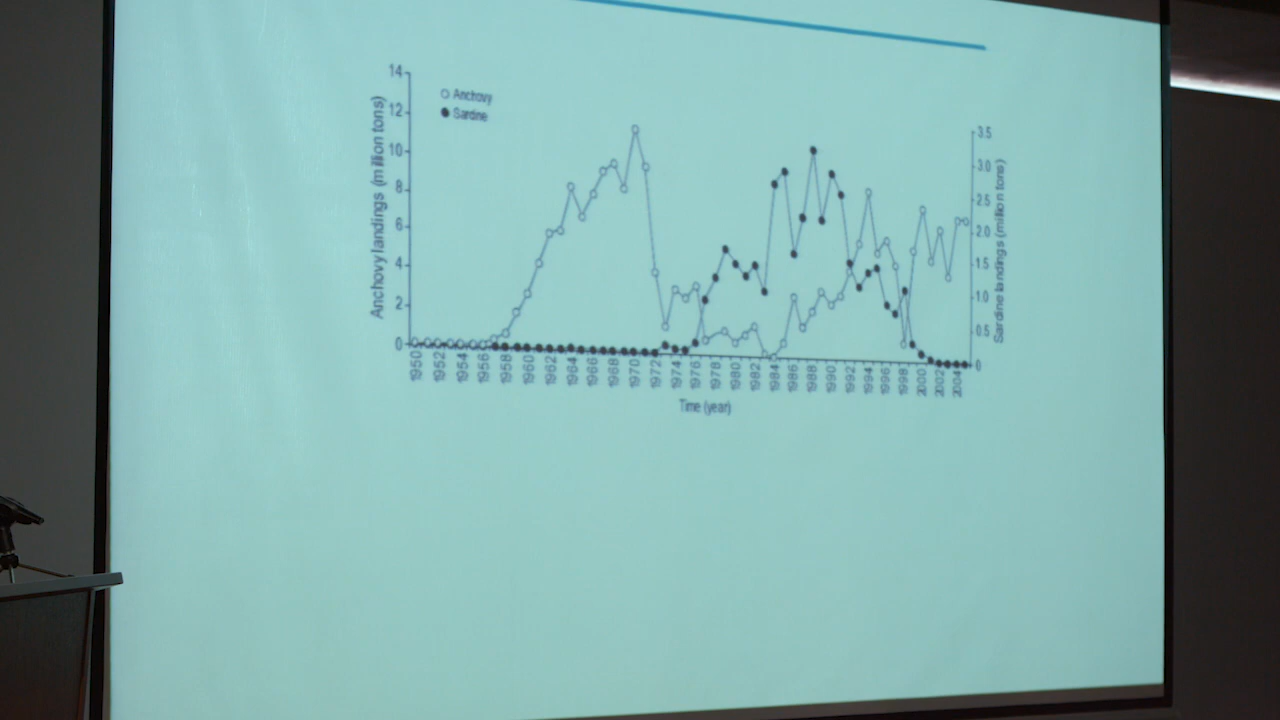 14
12
10
8
6
4
2
0
Anchovy landings (million tons)
Anchovy
Sardine
3.5
3.0
2.5
2.0
1.5
1.0
0.5
0
Sardine landings (million tons)
1950 1952 1954 1956 1958 1960 1962 1964 1966 1968 1970 1972 1974 1976 1978 1980 1982 1984 1986 1988 1990 1992 1994 1996 1998 2000 2002 2004
Time (year)